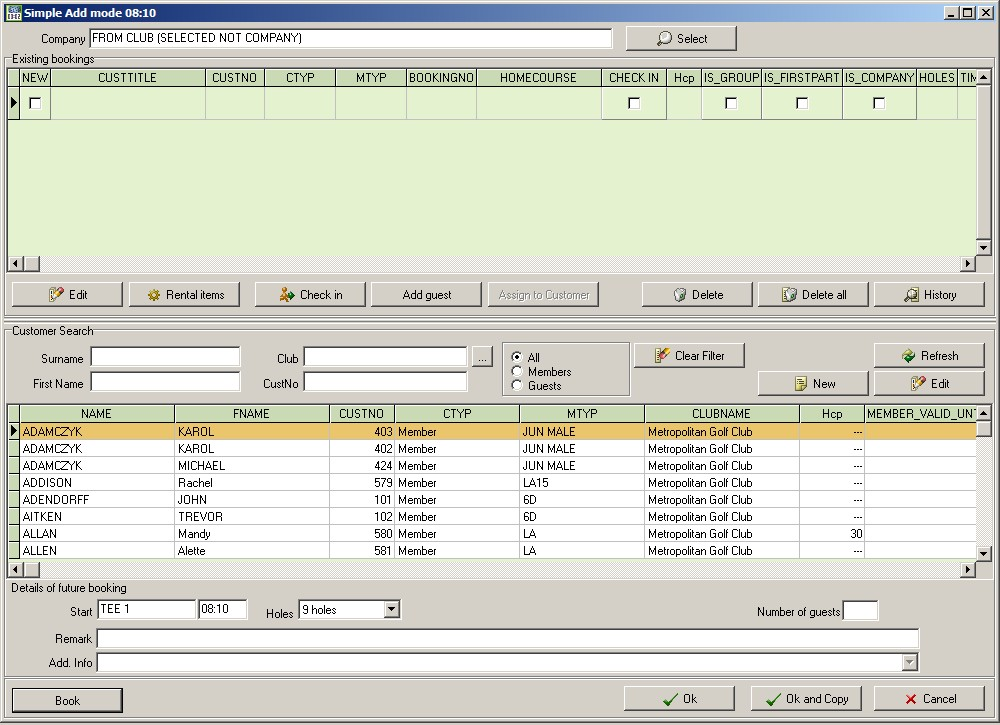 Simple Add mode 08:10
Company FROM CLUB (SELECTED NOT COMPANY) Select
Existing bookings
NEW CUSTTITLE CUSTNO CTYP MTYP BOOKINGNO HOMECOURSE CHECK IN Hcp IS_GROUP IS_FIRSTPART IS_COMPANY HOLES TIM
Edit Rental items Check in Add guest Assign to Customer Delete Delete all History
Customer Search
Surname Club ... All Clear Filter Refresh
Members
First Name CustNo Guests New Edit
NAME FNAME CUSTNO CTYP MTYP CLUBNAME Hcp MEMBER_VALID_UNT
ADAMCZYK KAROL 403 Member JUN MALE Metropolitan Golf Club ---
ADAMCZYK KAROL 402 Member JUN MALE Metropolitan Golf Club ---
ADAMCZYK MICHAEL 424 Member JUN MALE Metropolitan Golf Club ---
ADDISON Rachel 579 Member LA15 Metropolitan Golf Club ---
ADENDORFF JOHN 101 Member 6D Metropolitan Golf Club ---
AITKEN TREVOR 102 Member 6D Metropolitan Golf Club ---
ALLAN Mandy 580 Member LA Metropolitan Golf Club 30
ALLEN Alette 581 Member LA Metropolitan Golf Club ---
Details of future booking
Start TEE 1 08:10 Holes 9 holes Number of guests
Remark
Add. Info
Book Ok Ok and Copy Cancel